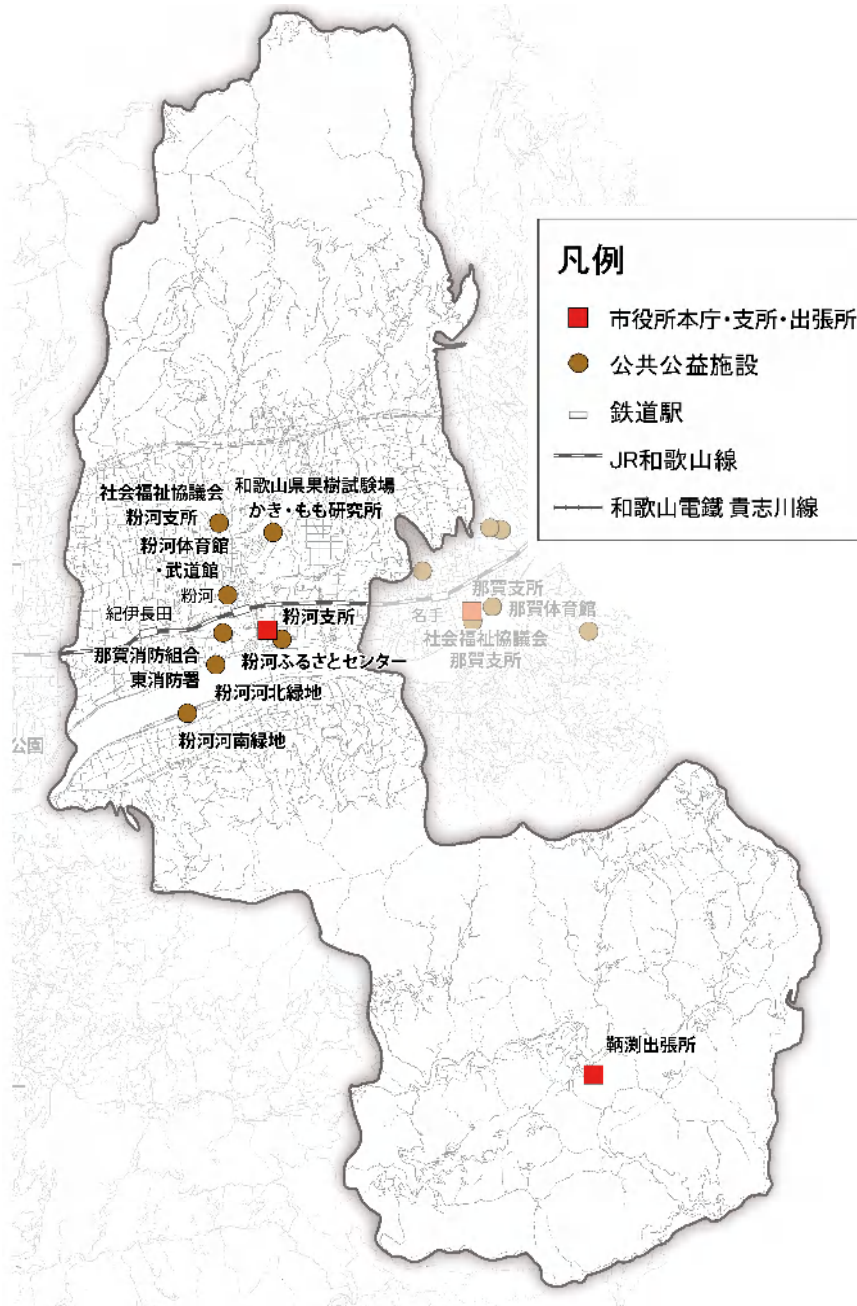 凡例
市役所本庁・支所・出張所
公共公益施設
鉄道駅
JR和歌山線
和歌山電鐵 貴志川線
社会福祉協議会
粉河支所
和歌山県果樹試験場
かき・もも研究所
粉河体育館
・武道館
粉河
紀伊長田
粉河支所
那賀消防組合
東消防署
粉河ふるさとセンター
粉河河北緑地
粉河河南緑地
公園
名手
那賀支所
那賀体育館
社会福祉協議会
那賀支所
鞆渕出張所